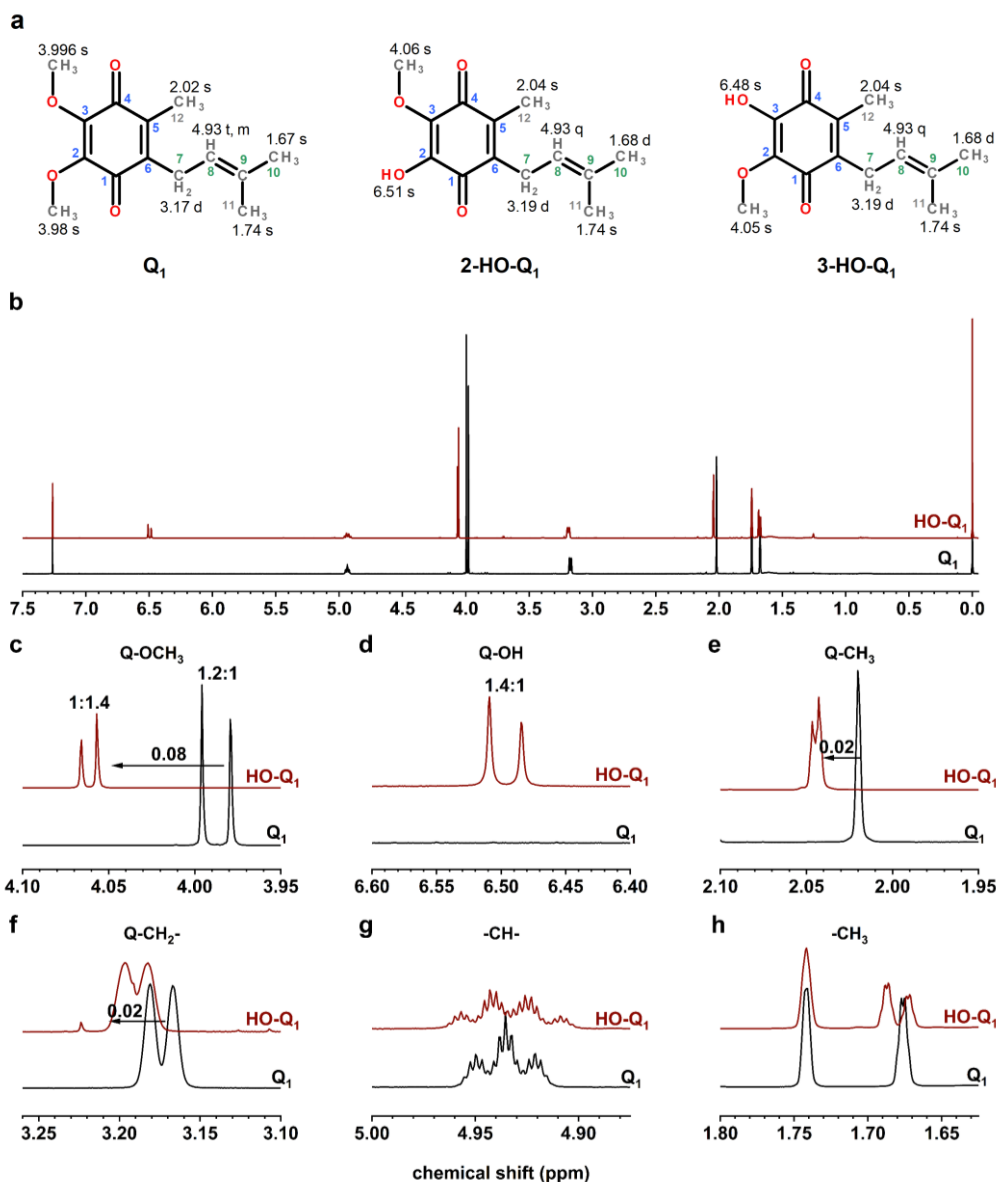 a
3.996 s
CH3
O
O
2.02 s
CH3
12
3
4
5
2
1
6
7
8
9
10
4.93 t, m
H
1.67 s
CH3
O
CH3
3.98 s
O
C
H2
3.17 d
CH3
11
1.74 s
Q1
4.06 s
CH3
O
O
2.04 s
CH3
12
3
4
5
2
1
6
7
8
9
10
4.93 q
H
1.68 d
CH3
HO
6.51 s
O
C
H2
3.19 d
11
CH3
1.74 s
2-HO-Q1
6.48 s
HO
O
2.04 s
CH3
12
3
4
5
2
1
6
7
8
9
10
4.93 q
H
1.68 d
CH3
O
CH3
4.05 s
O
C
H2
3.19 d
11
CH3
1.74 s
3-HO-Q1
b
HO-Q1
Q1
7.5 7.0 6.5 6.0 5.5 5.0 4.5 4.0 3.5 3.0 2.5 2.0 1.5 1.0 0.5 0.0
c
Q-OCH3
1:1.4
1.2:1
0.08
HO-Q1
Q1
4.10 4.05 4.00 3.95
d
Q-OH
1.4:1
HO-Q1
Q1
6.60 6.55 6.50 6.45 6.40
e
Q-CH3
0.02
HO-Q1
Q1
2.10 2.05 2.00 1.95
f
Q-CH2-
0.02
HO-Q1
Q1
3.25 3.20 3.15 3.10
g
-CH-
HO-Q1
Q1
5.00 4.95 4.90
h
-CH3
HO-Q1
Q1
1.80 1.75 1.70 1.65
chemical shift (ppm)